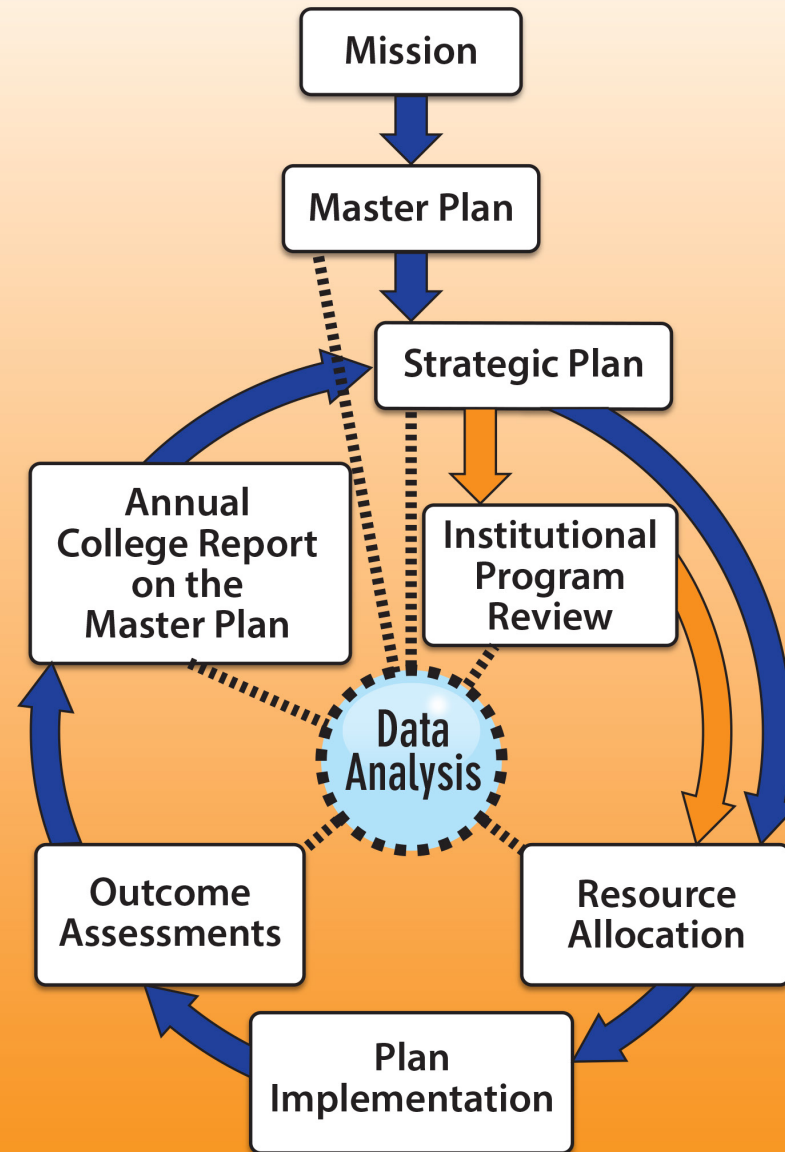 Mission
Master Plan
Strategic Plan
Annual
College Report
on the
Master Plan
Institutional
Program
Review
Data
Analysis
Outcome
Assessments
Resource
Allocation
Plan
Implementation